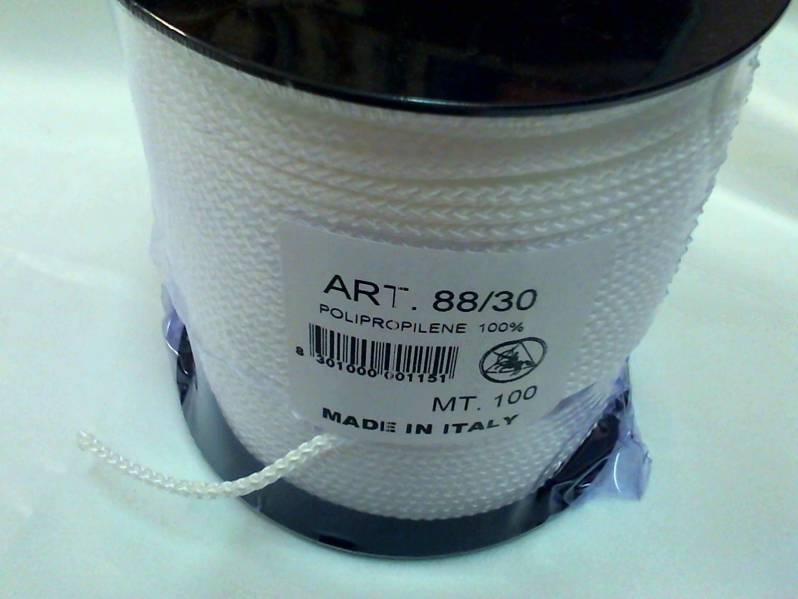 ART. 88/30
POLIPROPILENE 100%
8 301000 001151
MT. 100
MADE IN ITALY